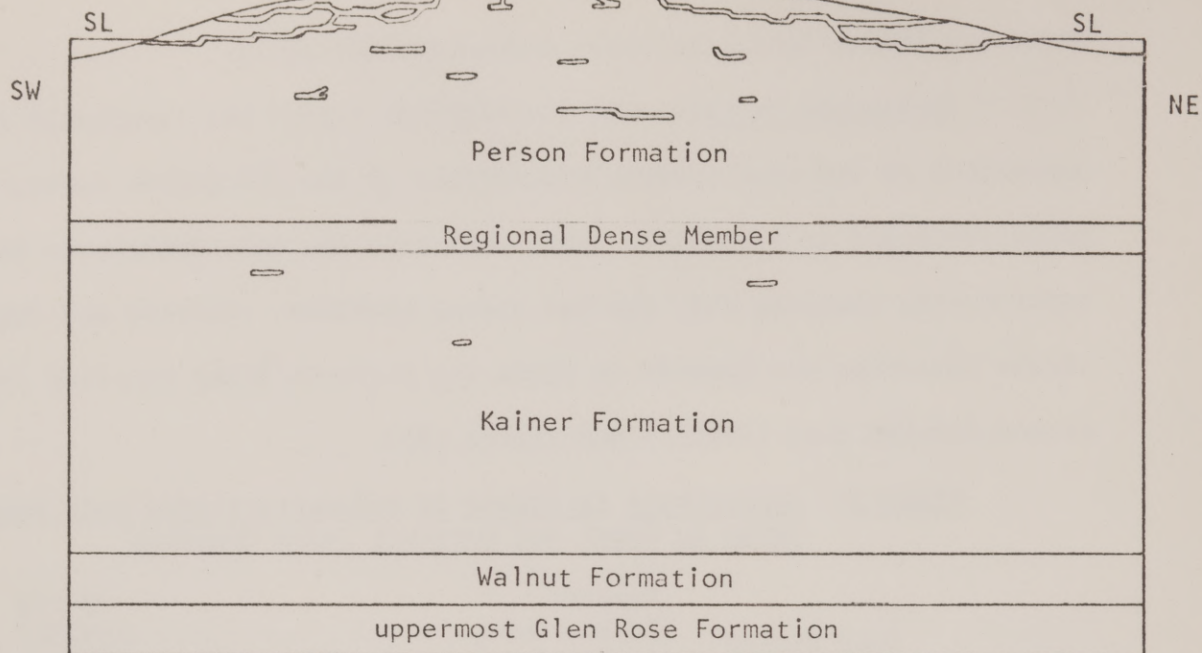 SL
SL
SW
NE
Person Formation
Regional Dense Member
Kainer Formation
Walnut Formation
uppermost Glen Rose Formation